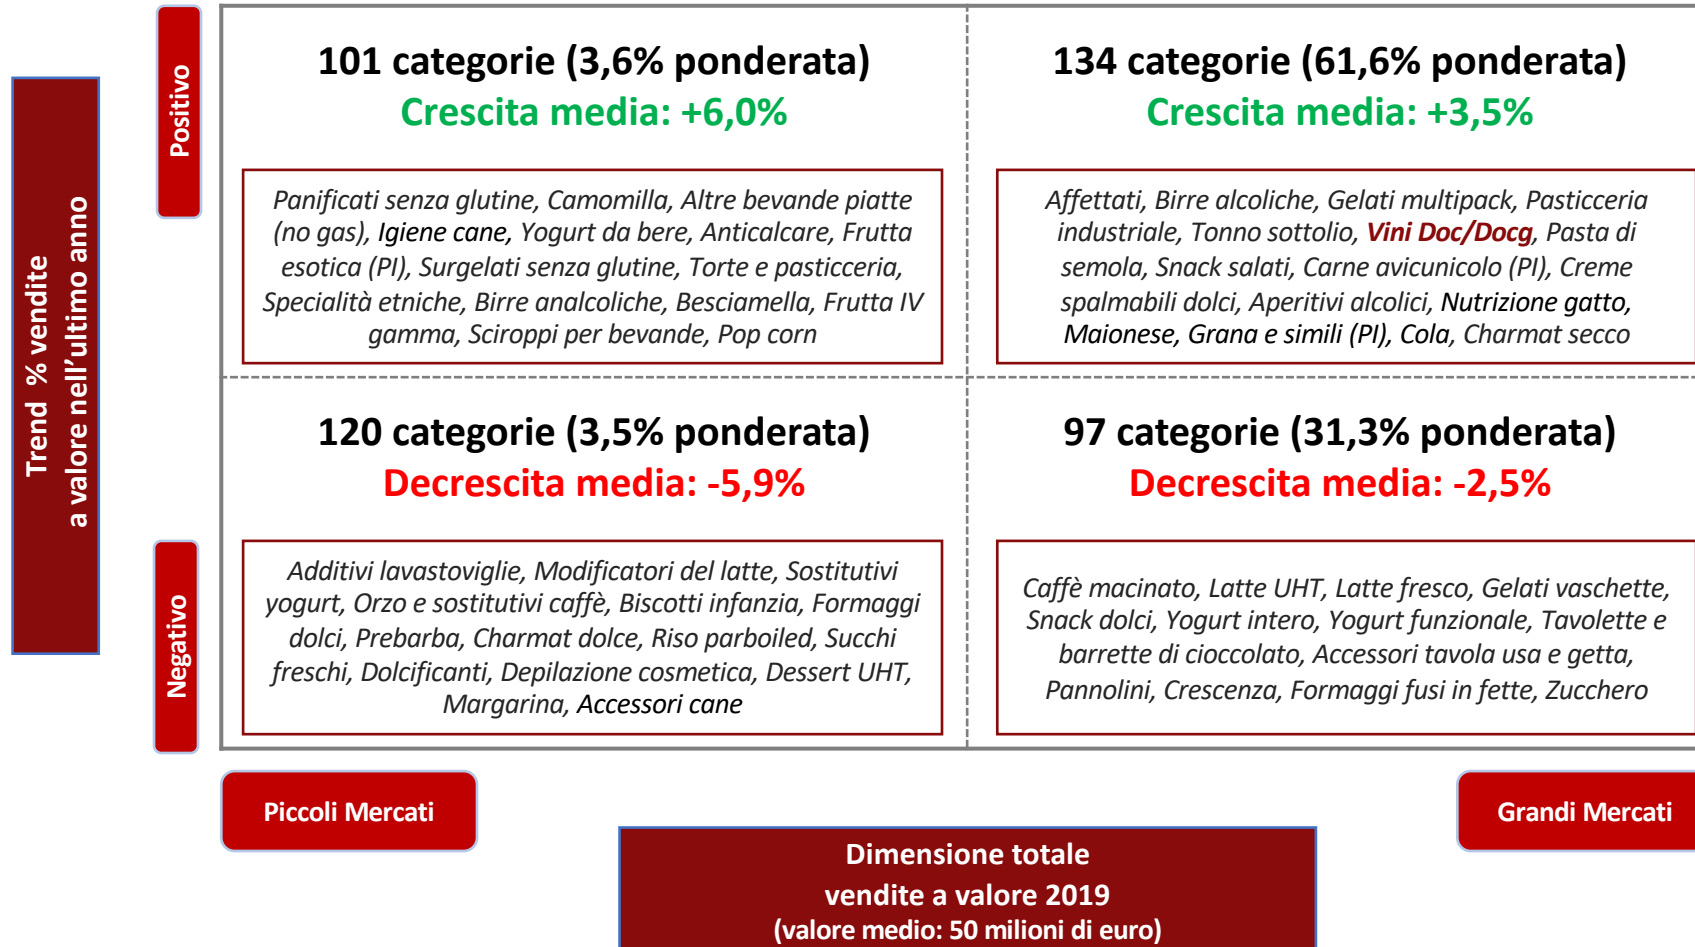 Trend % vendite
a valore nell'ultimo anno
Positivo
101 categorie (3,6% ponderata)
Crescita media: +6,0%
Panificati senza glutine, Camomilla, Altre bevande piatte
(no gas), Igiene cane, Yogurt da bere, Anticalcare, Frutta
esotica (PI), Surgelati senza glutine, Torte e pasticceria,
Specialità etniche, Birre analcoliche, Besciamella, Frutta IV
gamma, Sciroppi per bevande, Pop corn
134 categorie (61,6% ponderata)
Crescita media: +3,5%
Affettati, Birre alcoliche, Gelati multipack, Pasticceria
industriale, Tonno sottolio, Vini Doc/Docg, Pasta di
semola, Snack salati, Carne avicunicolo (PI), Creme
spalmabili dolci, Aperitivi alcolici, Nutrizione gatto,
Maionese, Grana e simili (PI), Cola, Charmat secco
Negativo
120 categorie (3,5% ponderata)
Decrescita media: -5,9%
Additivi lavastoviglie, Modificatori del latte, Sostitutivi
yogurt, Orzo e sostitutivi caffè, Biscotti infanzia, Formaggi
dolci, Prebarba, Charmat dolce, Riso parboiled, Succhi
freschi, Dolcificanti, Depilazione cosmetica, Dessert UHT,
Margarina, Accessori cane
97 categorie (31,3% ponderata)
Decrescita media: -2,5%
Caffè macinato, Latte UHT, Latte fresco, Gelati vaschette,
Snack dolci, Yogurt intero, Yogurt funzionale, Tavolette e
barrette di cioccolato, Accessori tavola usa e getta,
Pannolini, Crescenza, Formaggi fusi in fette, Zucchero
Piccoli Mercati
Grandi Mercati
Dimensione totale
vendite a valore 2019
(valore medio: 50 milioni di euro)